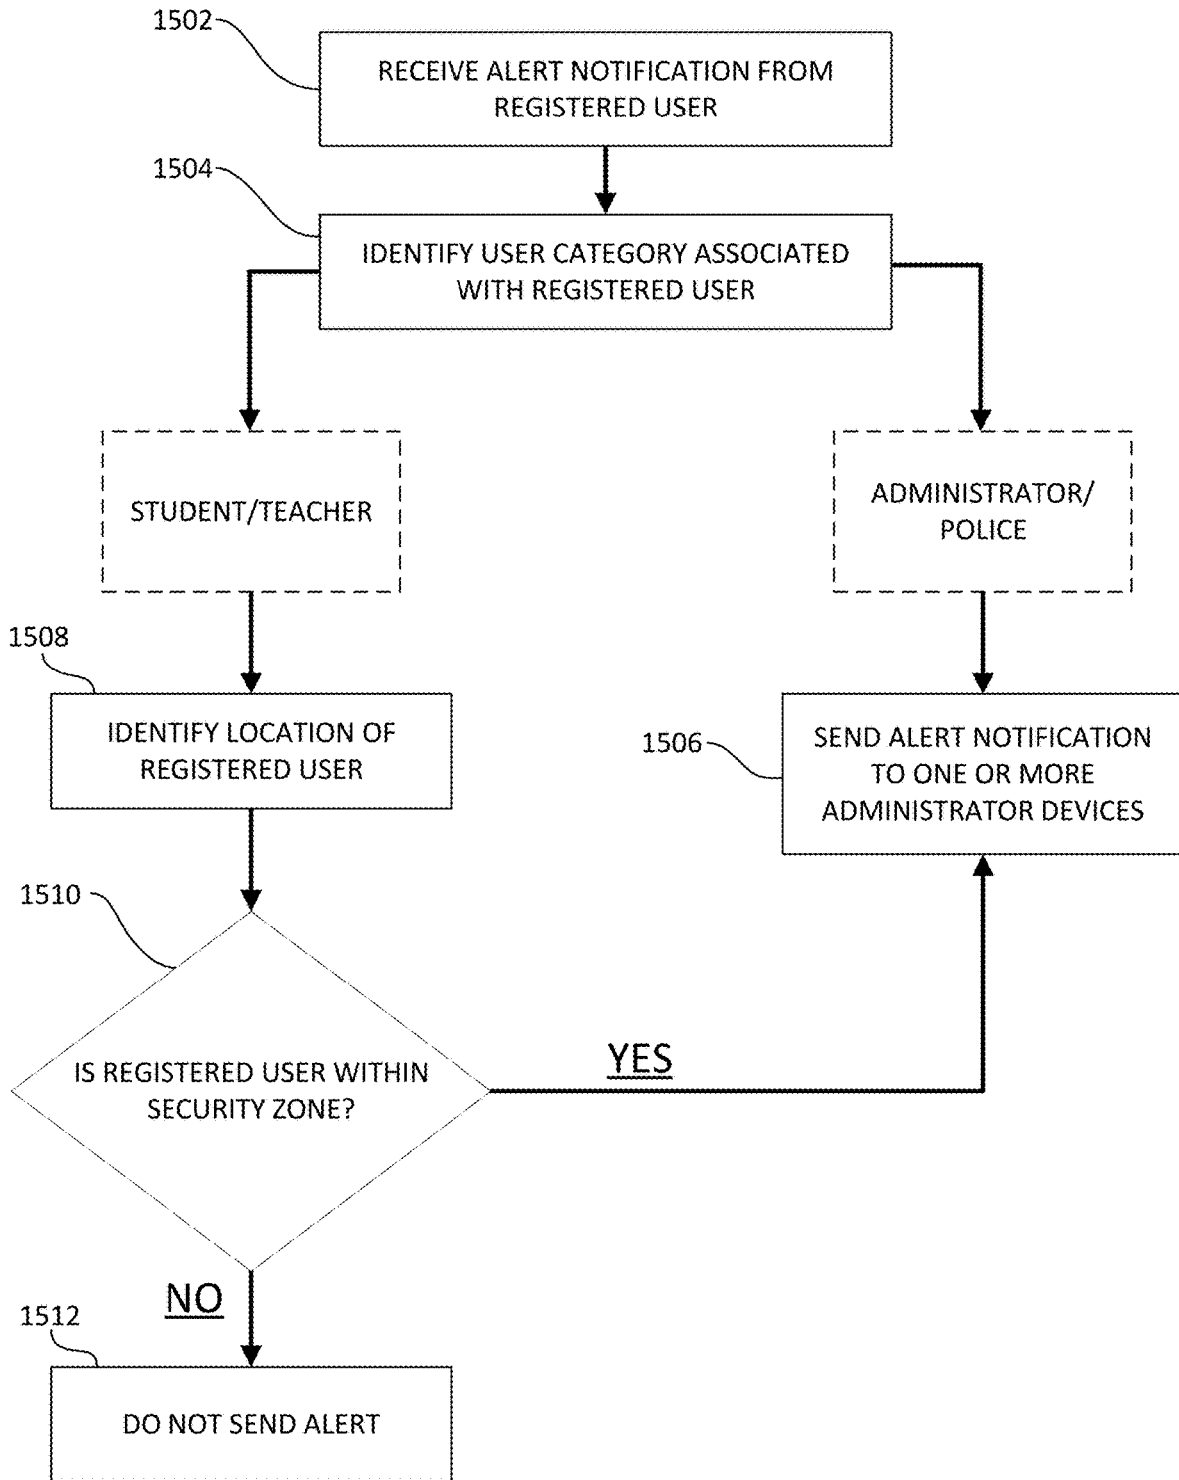 1502
RECEIVE ALERT NOTIFICATION FROM
REGISTERED USER
1504
IDENTIFY USER CATEGORY ASSOCIATED
WITH REGISTERED USER
STUDENT/TEACHER
ADMINISTRATOR/
POLICE
1508
IDENTIFY LOCATION OF
REGISTERED USER
1506
SEND ALERT NOTIFICATION
TO ONE OR MORE
ADMINISTRATOR DEVICES
1510
IS REGISTERED USER WITHIN
SECURITY ZONE?
YES
NO
1512
DO NOT SEND ALERT